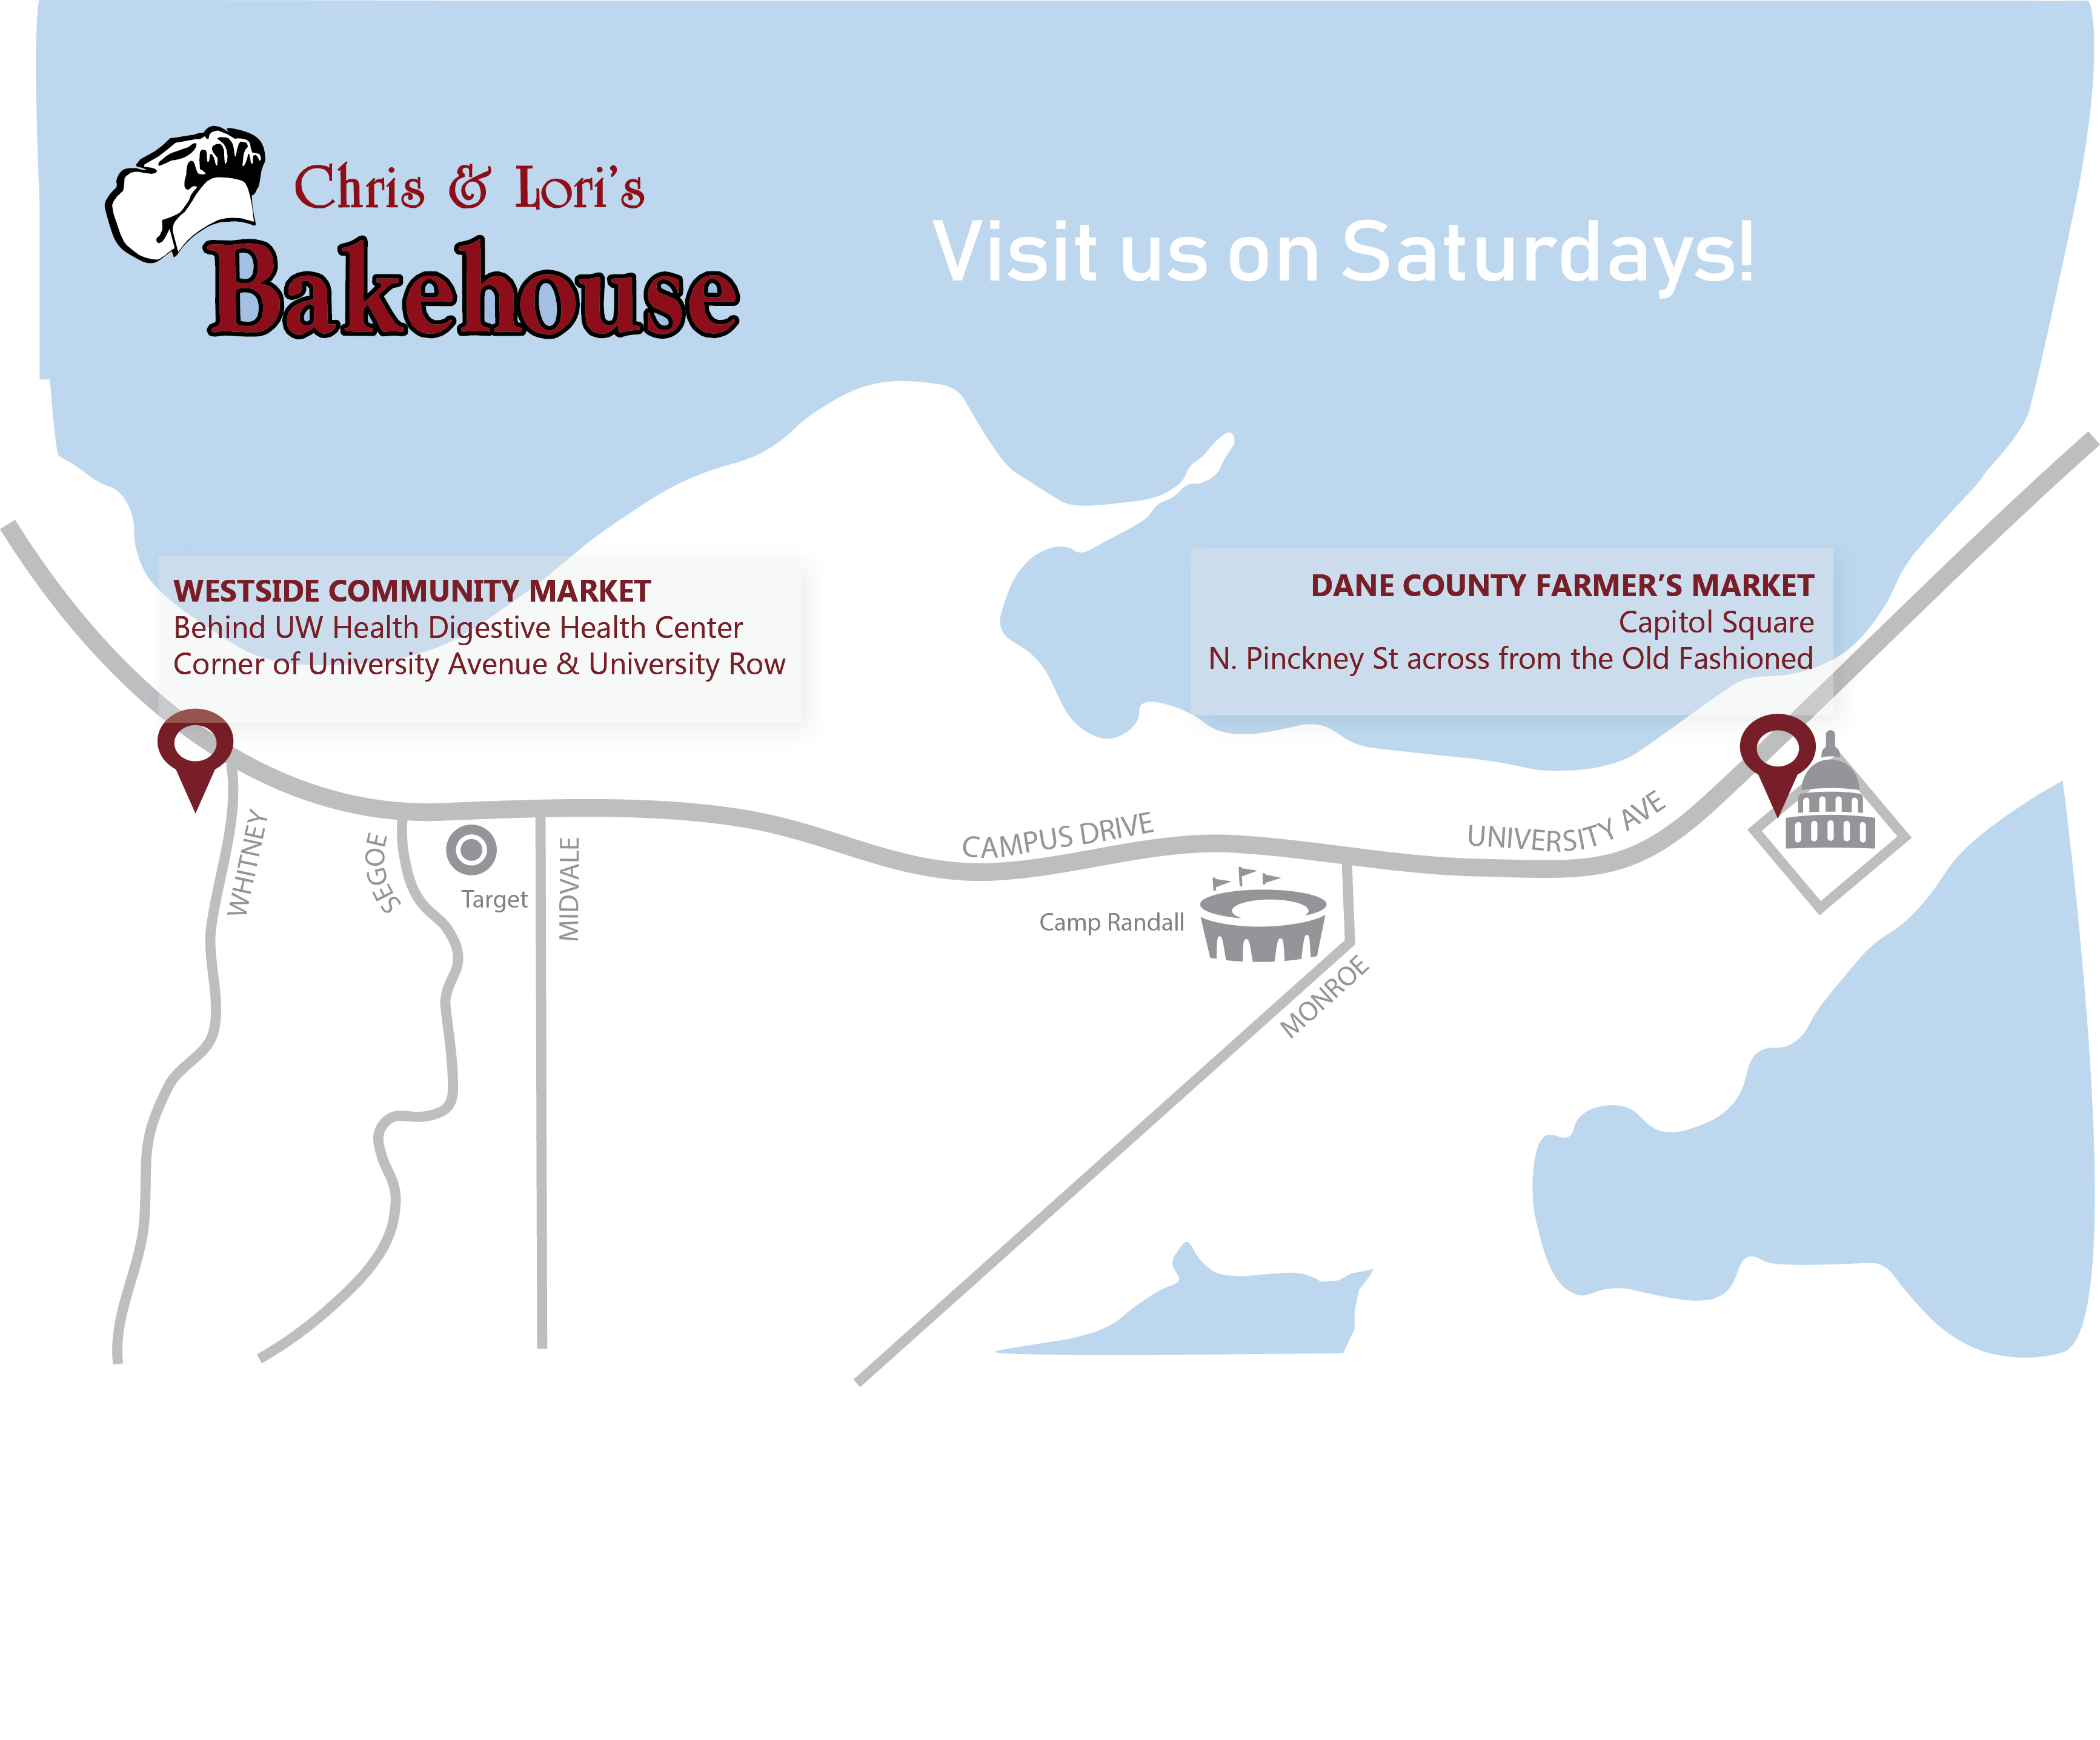 Chris & Lori's
Bakehouse
Visit us on Saturdays!
WESTSIDE COMMUNITY MARKET
Behind UW Health Digestive Health Center
Corner of University Avenue & University Row
DANE COUNTY FARMER’S MARKET
Capitol Square
N. Pinckney St across from the Old Fashioned
WHITNEY
SEGOE
Target
MIDVALE
CAMPUS DRIVE
UNIVERSITY AVE
Camp Randall
MONROE